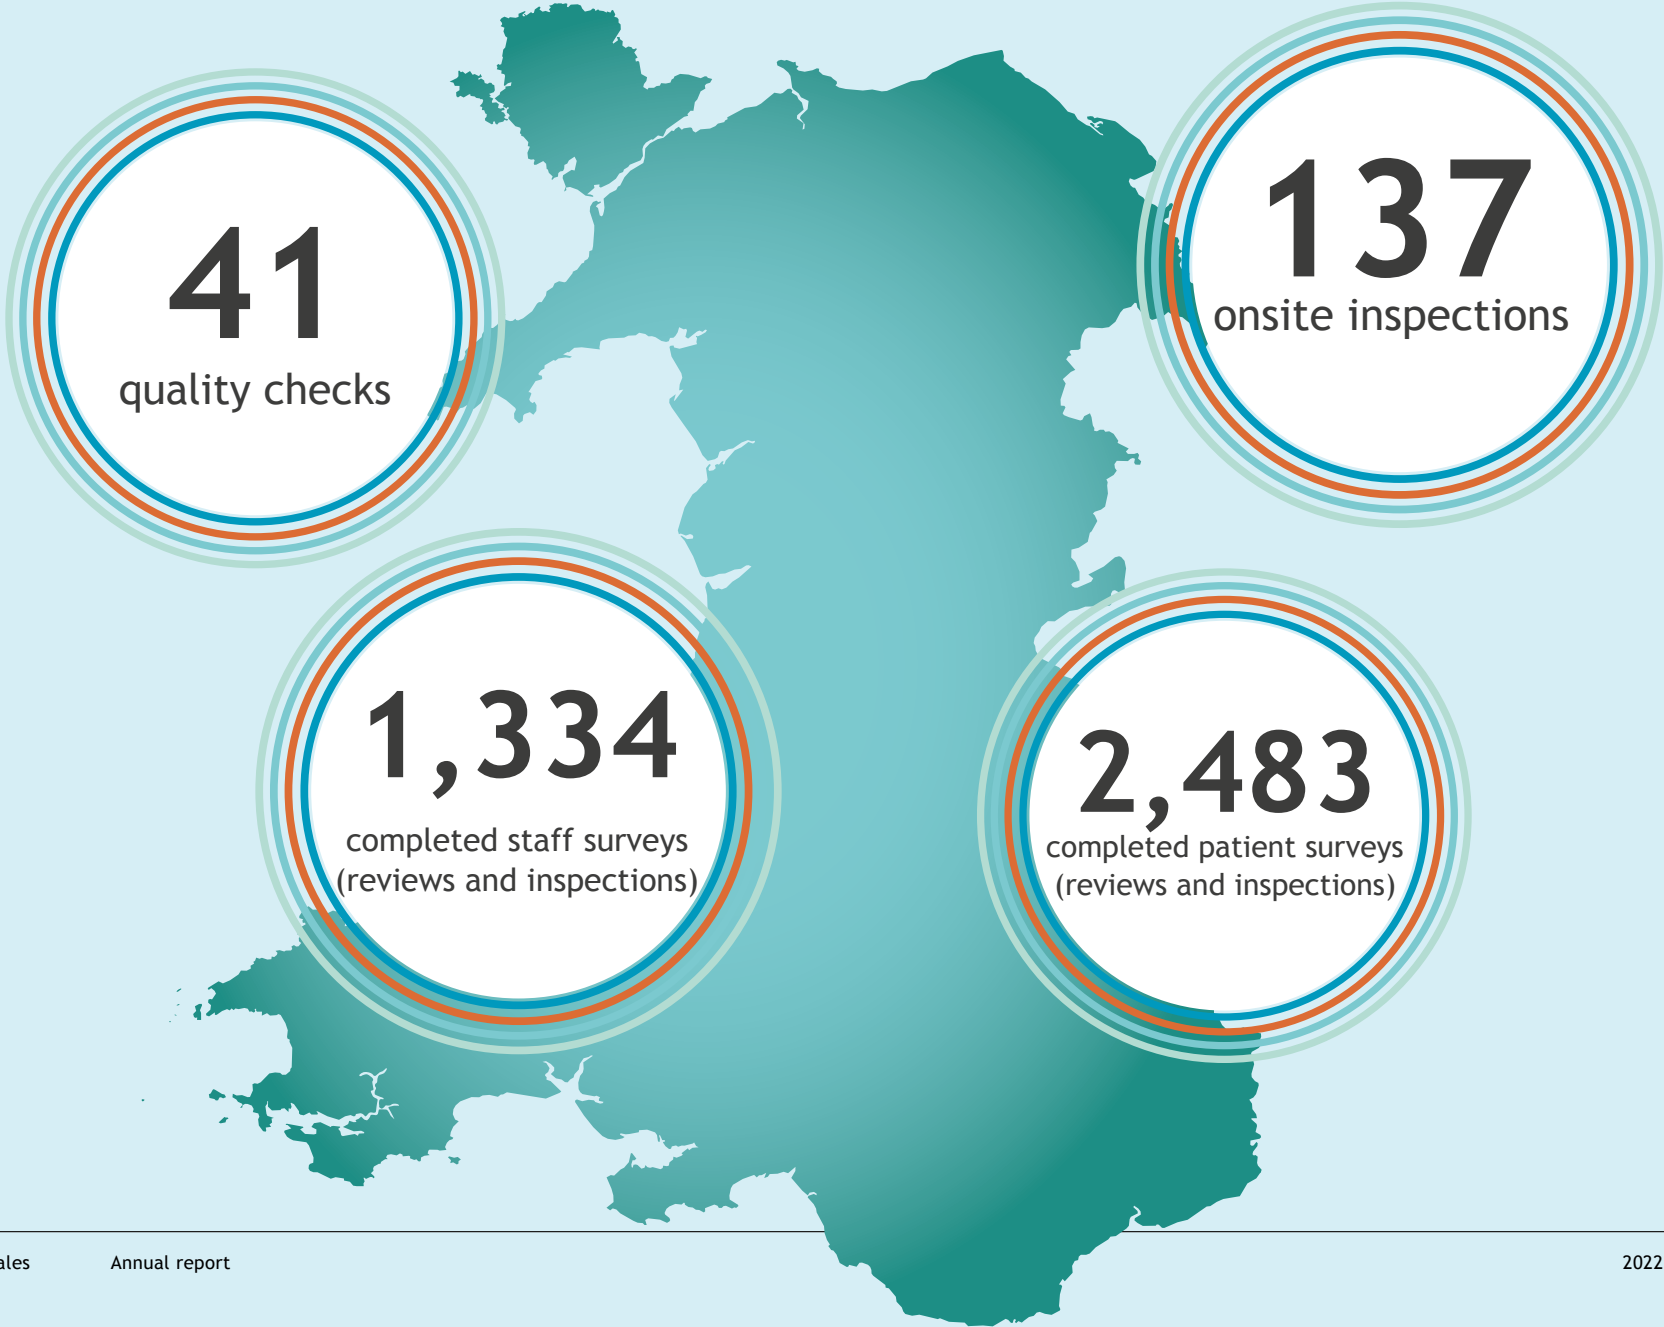 41
quality checks
137
onsite inspections
1,334
completed staff surveys
(reviews and inspections)
2,483
completed patient surveys
(reviews and inspections)
Annual report
2022